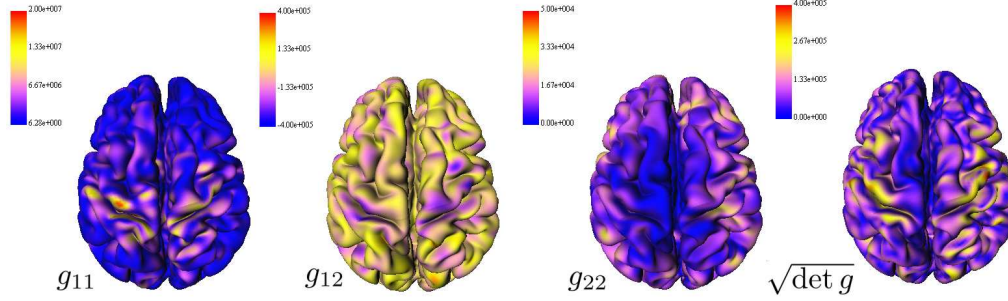 2.00e+007
1.33e+007
6.67e+006
6.28e+000
g₁₁
4.00e+005
1.33e+005
-1.33e+005
-4.00e+005
g₁₂
5.00e+004
3.33e+004
1.67e+004
0.00e+000
g₂₂
4.00e+005
2.67e+005
1.33e+005
0.00e+000
√det g